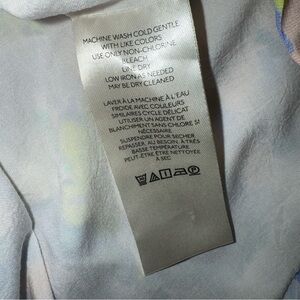 MACHINE WASH COLD GENTLE
WITH LIKE COLORS
USE ONLY NON-CHLORINE
BLEACH
LINE DRY
LOW IRON AS NEEDED
MAY BE DRY CLEANED
LAVER À LA MACHINE À L'EAU
FROIDE AVEC COULEURS
SIMILAIRES CYCLE DÉLICAT
UTILISER UN AGENT DE
BLANCHIMENT SANS CHLORE SI
NÉCESSAIRE
SUSPENDRE POUR SÉCHER
REPASSER, AU BESOIN, À TRÈS
BASSE TEMPÉRATURE
PEUT-ÊTRE ÊTRE NETTOYÉE
À SEC